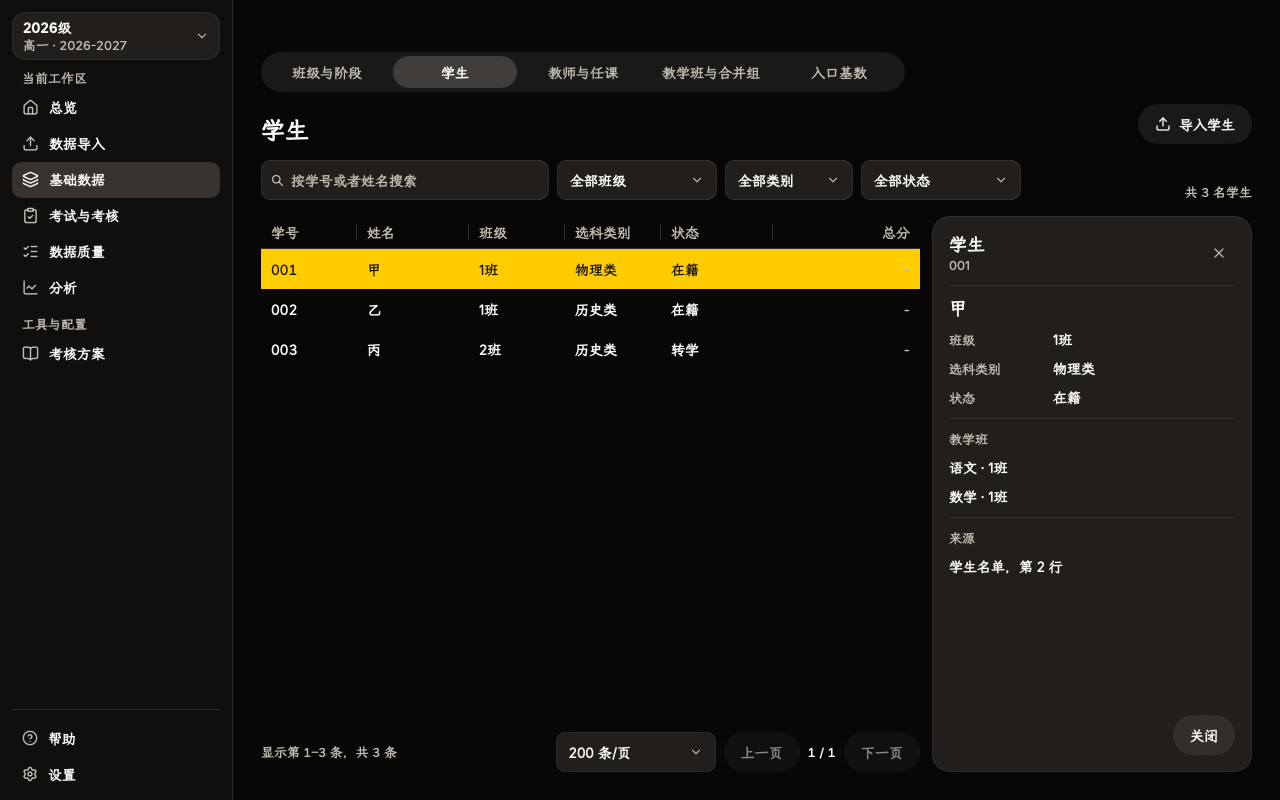 2026级
高一 · 2026-2027
当前工作区
总览
数据导入
基础数据
考试与考核
数据质量
分析
工具与配置
考核方案
帮助
设置
班级与阶段 学生 教师与任课 教学班与合并组 入口基数
学生
导入学生
按学号或者姓名搜索 全部班级 全部类别 全部状态
共 3 名学生
学号 姓名 班级 选科类别 状态 总分
001 甲 1班 物理类 在籍 -
002 乙 1班 历史类 在籍 -
003 丙 2班 历史类 转学 -
显示第 1–3 条，共 3 条
200 条/页 上一页 1 / 1 下一页
学生
001
甲
班级 1班
选科类别 物理类
状态 在籍
教学班
语文 · 1班
数学 · 1班
来源
学生名单，第 2 行
关闭